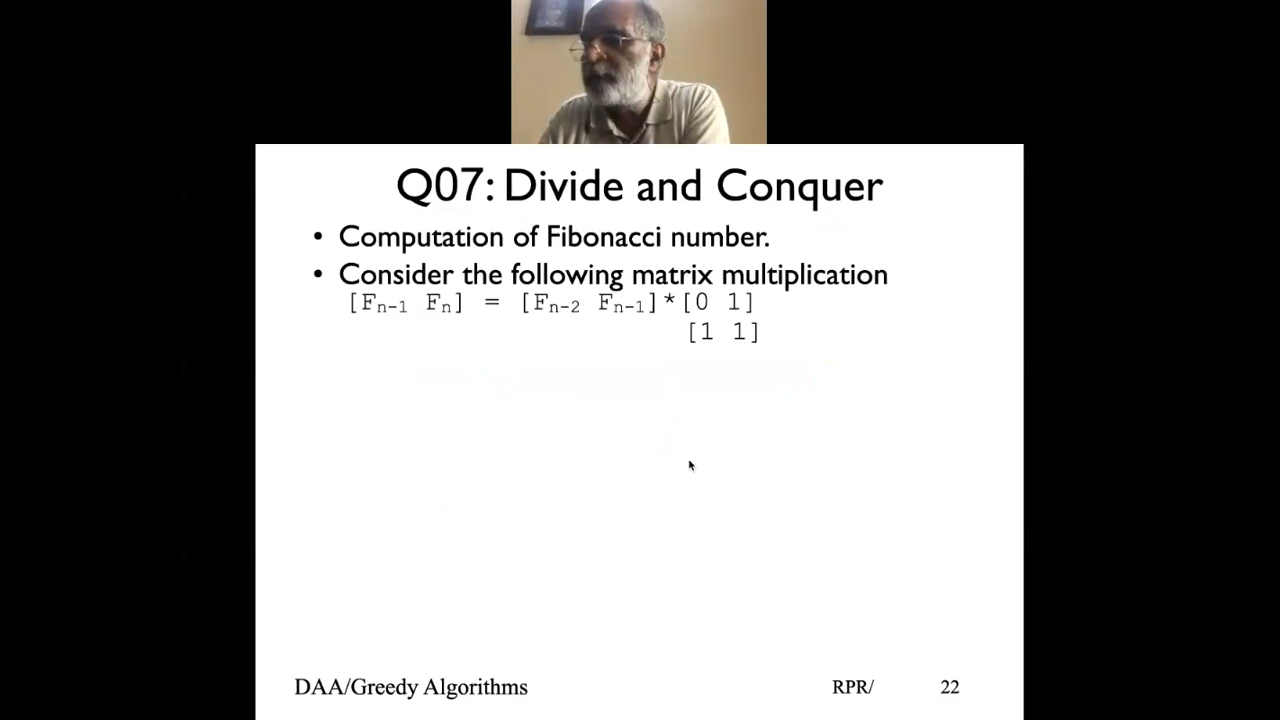 Q07: Divide and Conquer
• Computation of Fibonacci number.
• Consider the following matrix multiplication
[Fn-1 Fn] = [Fn-2 Fn-1]*[0 1]
[1 1]
DAA/Greedy Algorithms RPR/ 22